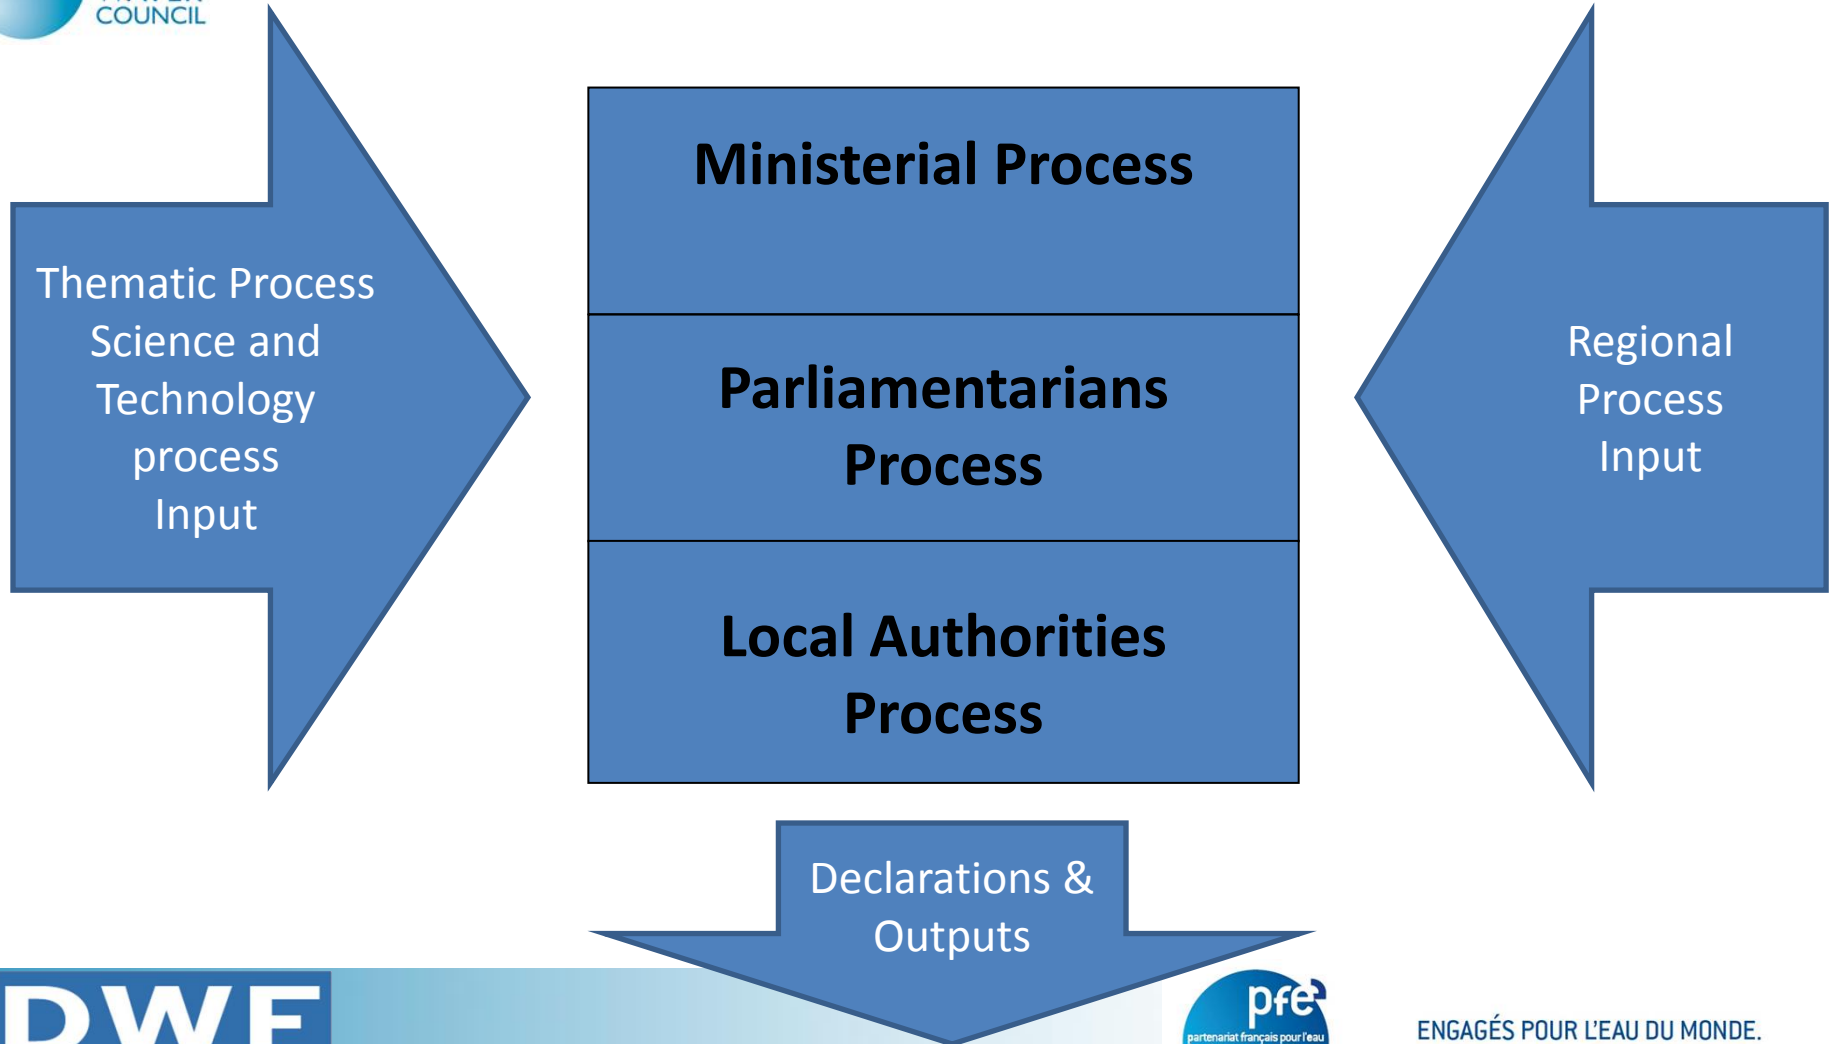 COUNCIL
Thematic Process
Science and
Technology
process
Input
Ministerial Process
Parliamentarians
Process
Local Authorities
Process
Regional
Process
Input
Declarations &
Outputs
DWF
pfe
partenariat français pour l'eau
ENGAGÉS POUR L'EAU DU MONDE.